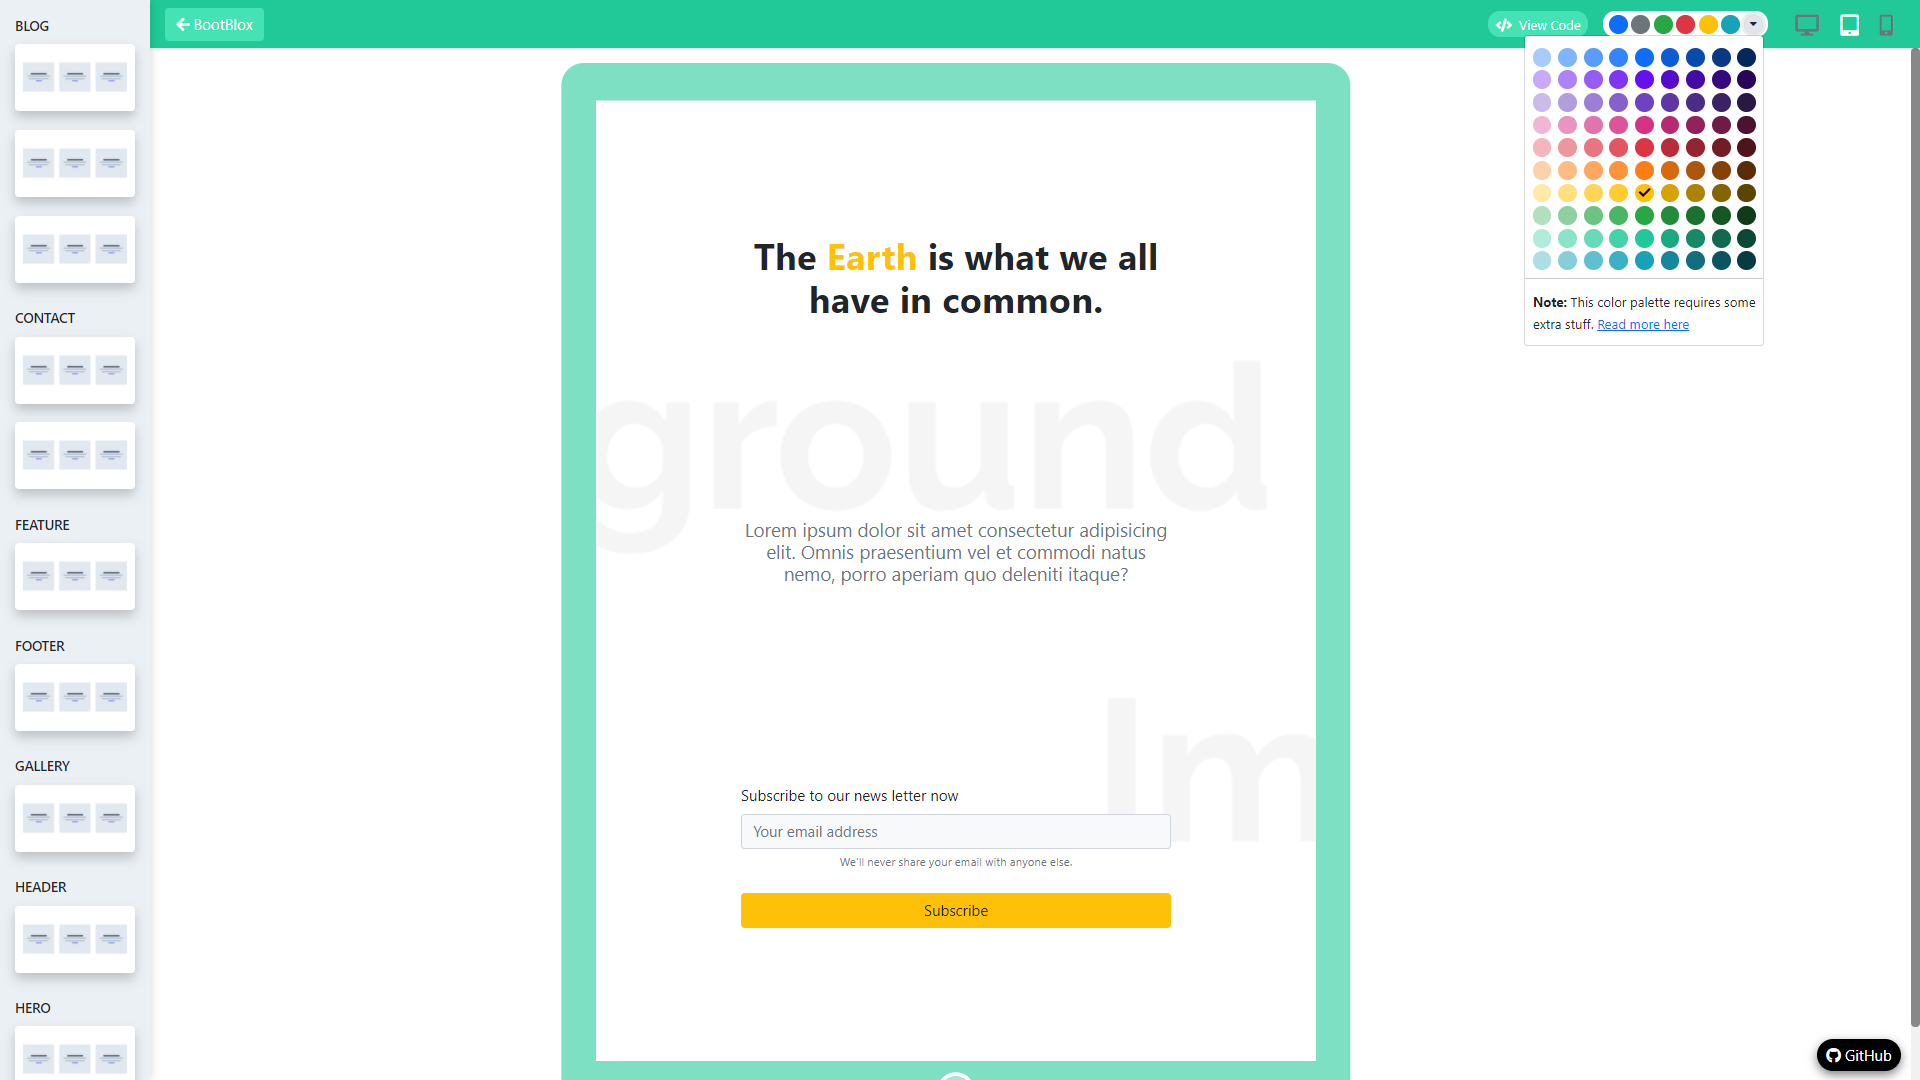 BLOG
CONTACT
FEATURE
FOOTER
GALLERY
HEADER
HERO
BootBlox
View Code
Note: This color palette requires some
extra stuff. Read more here
The Earth is what we all
have in common.
ground
Lorem ipsum dolor sit amet consectetur adipisicing
elit. Omnis praesentium vel et commodi natus
nemo, porro aperiam quo deleniti itaque?
Im
Subscribe to our news letter now
Your email address
We'll never share your email with anyone else.
Subscribe
GitHub